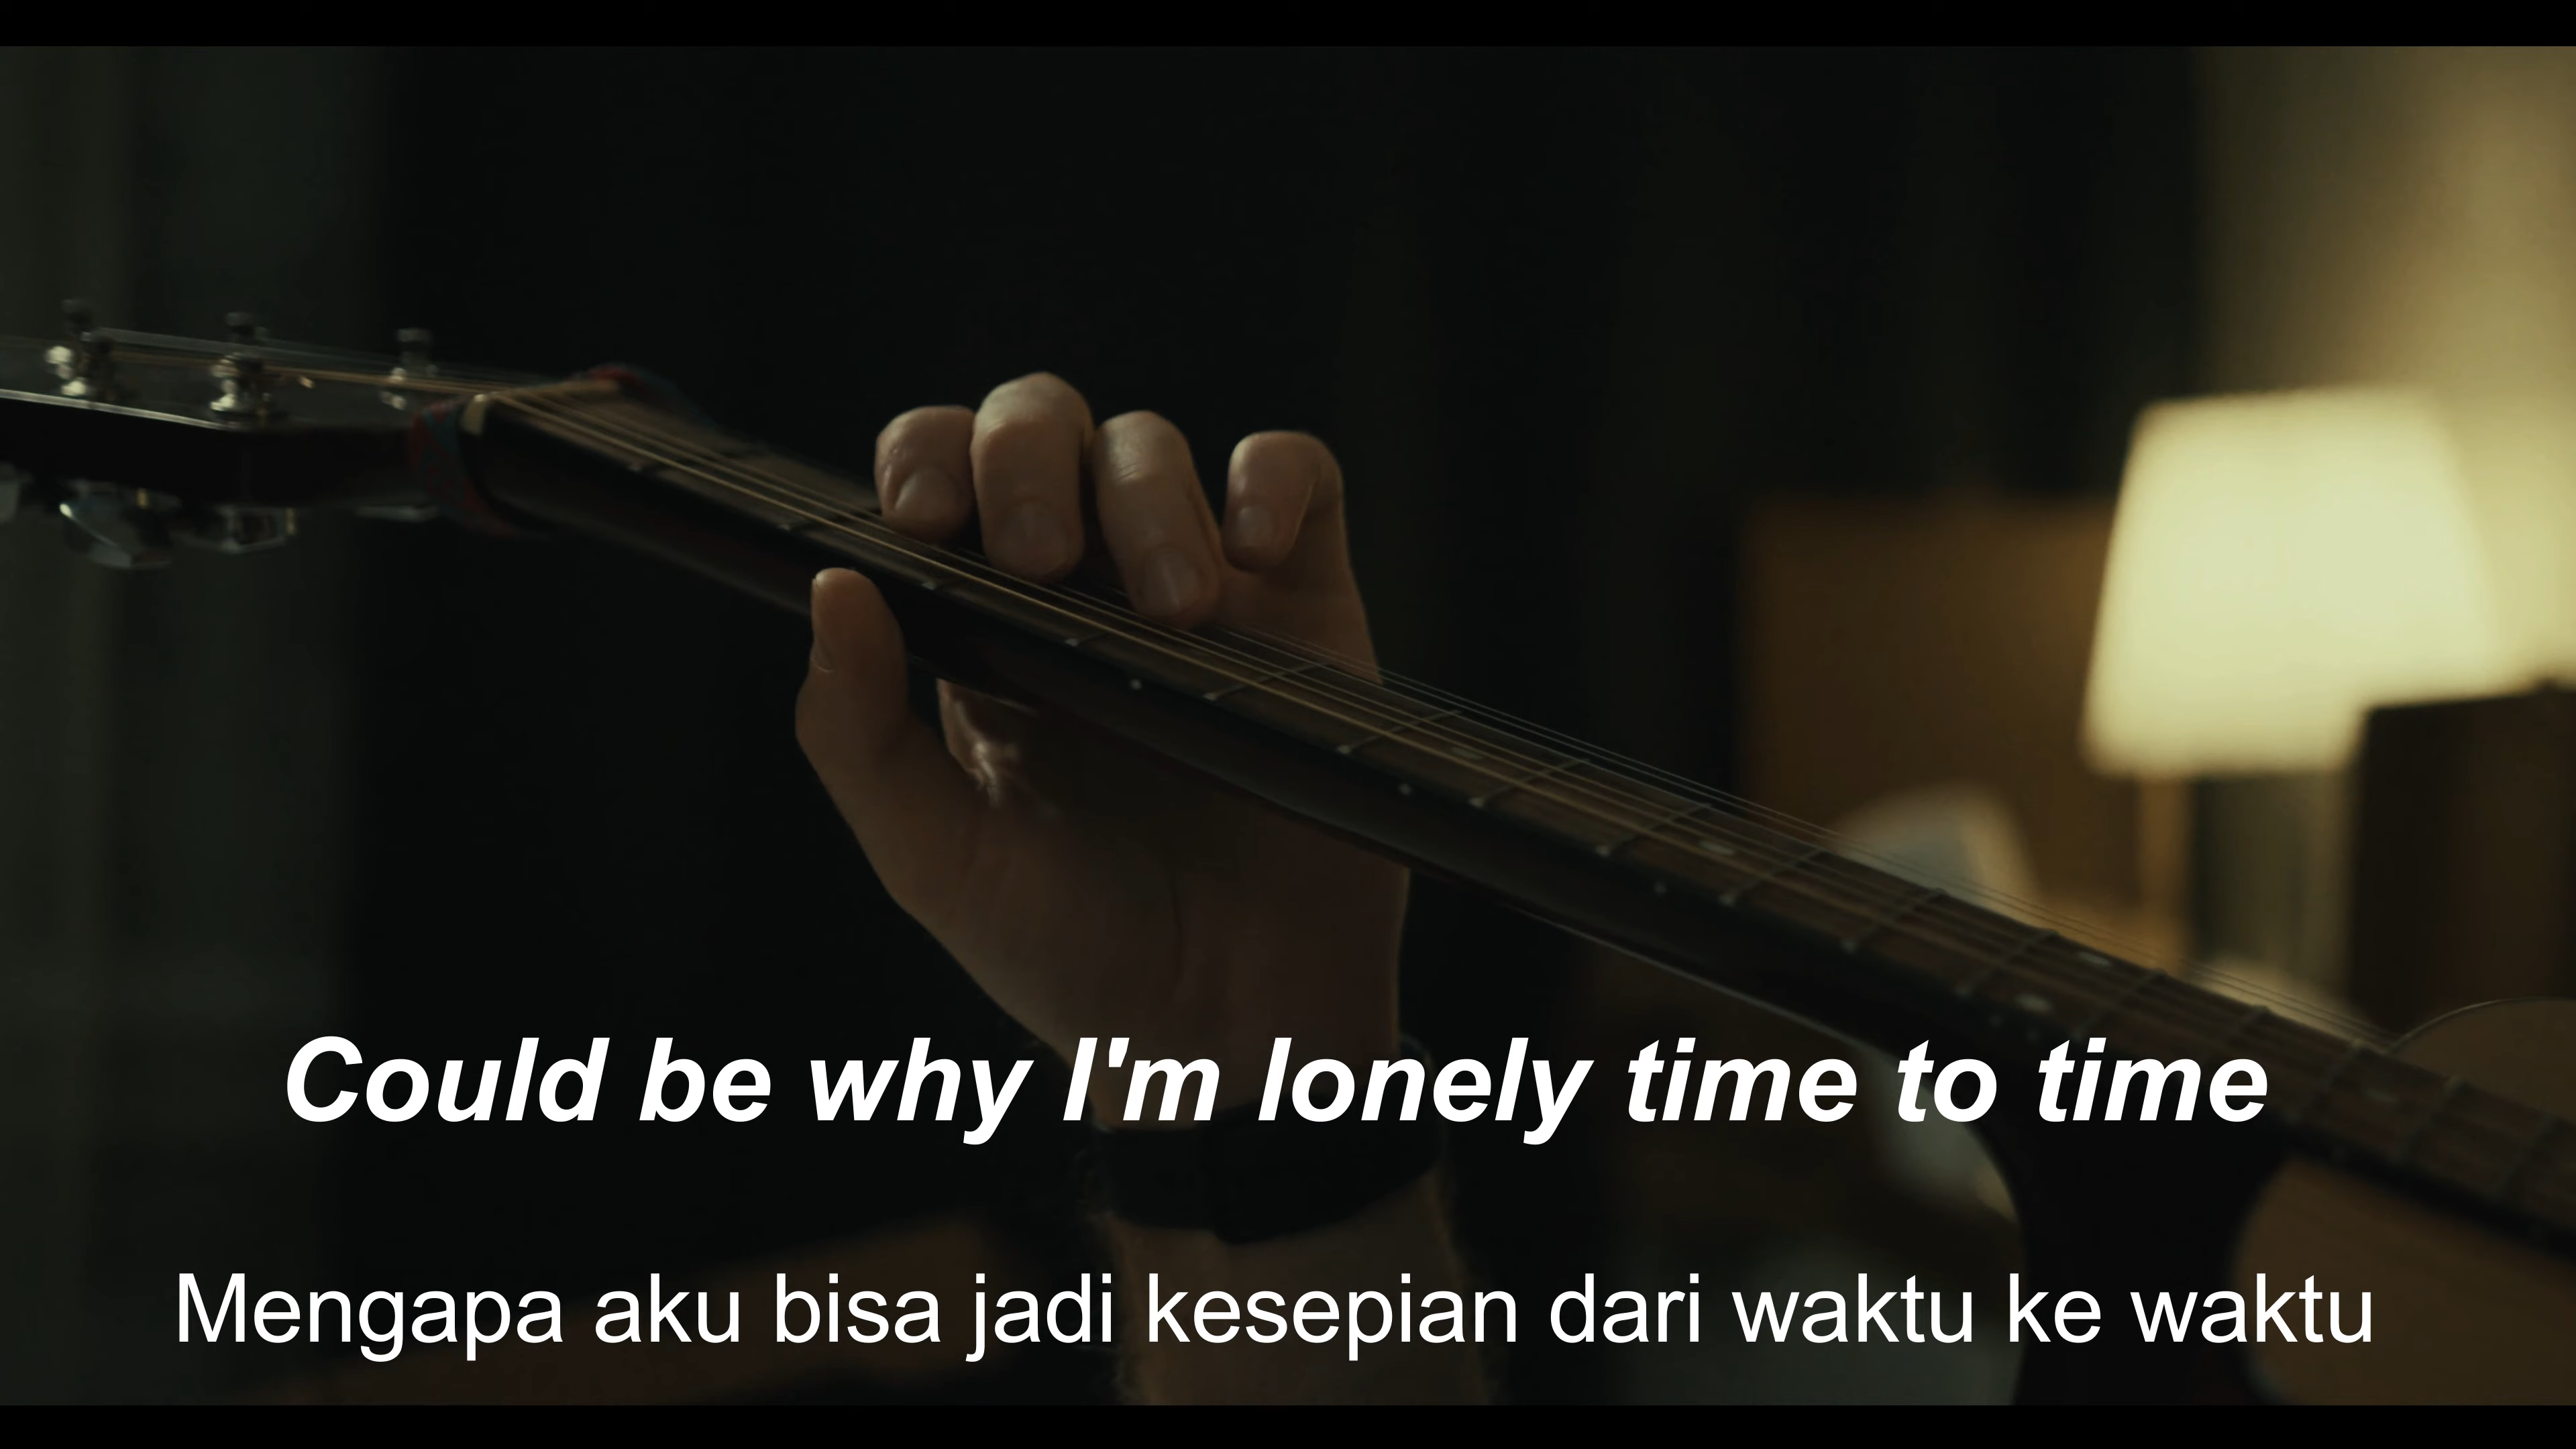 Could be why I'm lonely time to time
Mengapa aku bisa jadi kesepian dari waktu ke waktu